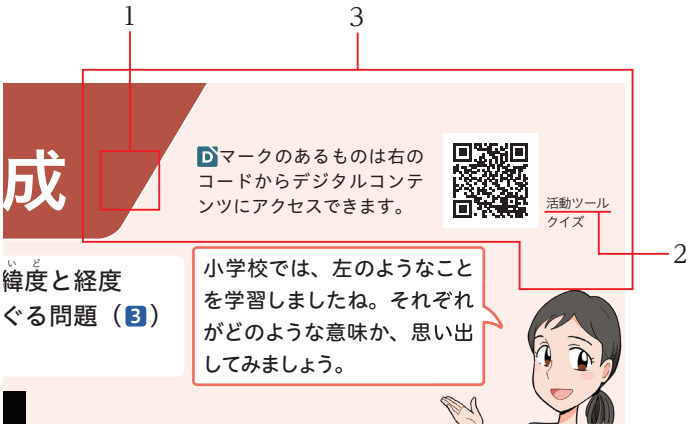 1
3
成
Dマークのあるものは右の
コードからデジタルコンテ
ンツにアクセスできます。
活動ツール
クイズ
2
いど
緯度と経度
ぐる問題（3）
小学校では、左のようなこと
を学習しましたね。それぞれ
がどのような意味か、思い出
してみましょう。